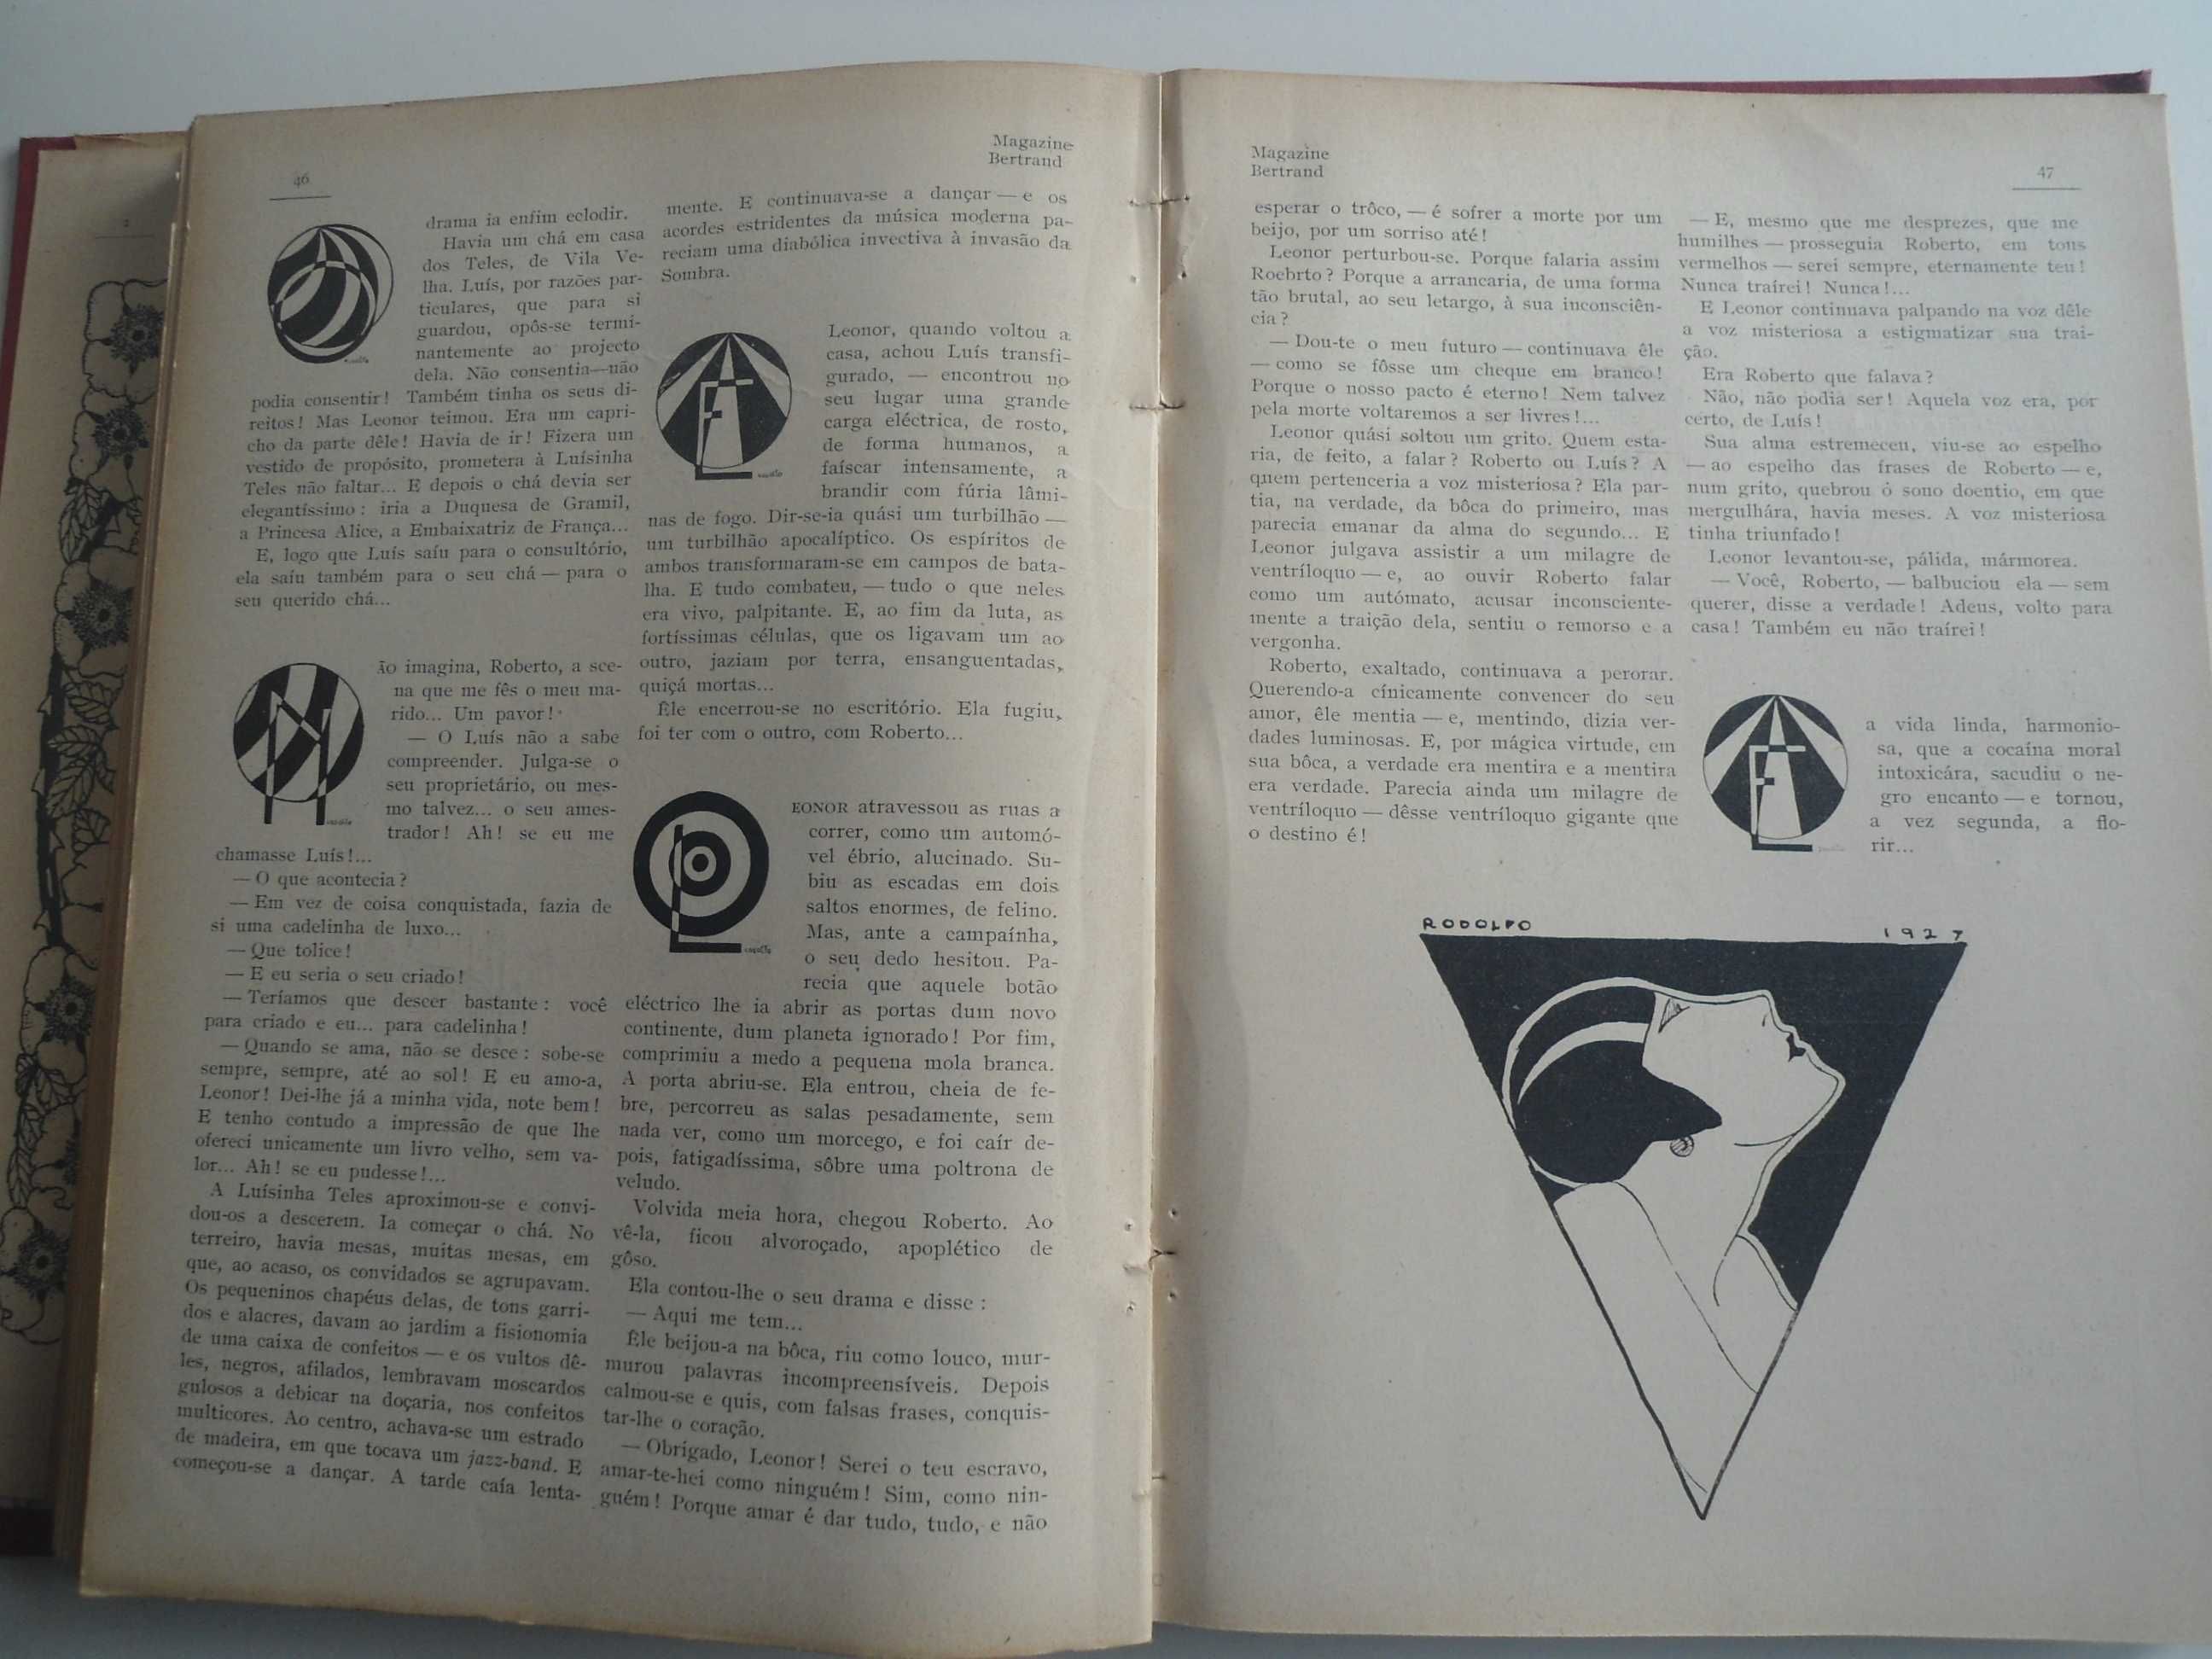 46
Magazine
Bertrand
O
drama ia enfim eclodir.
Havia um chá em casa
dos Teles, de Vila Ve-
lha. Luís, por razões par-
ticulares, que para si
guardou, opôs-se termi-
nantemente ao projecto
dela. Não consentia—não
podia consentir! Também tinha os seus di-
reitos! Mas Leonor teimou. Era um capri-
cho da parte dêle! Havia de ir! Fizera um
vestido de propósito, prometera à Luísinha
Teles não faltar... E depois o chá devia ser
elegantíssimo: iria a Duquesa de Gramil,
a Princesa Alice, a Embaixatriz de França...
E, logo que Luís saíu para o consultório,
ela saíu também para o seu chá — para o
seu querido chá...
N
ão imagina, Roberto, a sce-
na que me fês o meu ma-
rido... Um pavor!
— O Luís não a sabe
compreender. Julga-se o
seu proprietário, ou mes-
mo talvez... o seu ames-
trador! Ah! se eu me
chamasse Luís!...
— O que acontecia?
— Em vez de coisa conquistada, fazia de
si uma cadelinha de luxo...
— Que tolice!
— E eu seria o seu criado!
— Teríamos que descer bastante: você
para criado e eu... para cadelinha!
— Quando se ama, não se desce: sobe-se
sempre, sempre, até ao sol! E eu amo-a,
Leonor! Dei-lhe já a minha vida, note bem!
E tenho contudo a impressão de que lhe
ofereci unicamente um livro velho, sem va-
lor... Ah! se eu pudesse!...
A Luísinha Teles aproximou-se e convi-
dou-os a descerem. Ia começar o chá. No
terreiro, havia mesas, muitas mesas, em
que, ao acaso, os convidados se agrupavam.
Os pequeninos chapéus delas, de tons garri-
dos e alacres, davam ao jardim a fisionomia
de uma caixa de confeitos — e os vultos dê-
les, negros, afilados, lembravam moscardos
gulosos a debicar na doçaria, nos confeitos
multicores. Ao centro, achava-se um estrado
de madeira, em que tocava um jazz-band. E
começou-se a dançar. A tarde caía lenta-
mente. E continuava-se a dançar — e os
acordes estridentes da música moderna pa-
reciam uma diabólica invectiva à invasão da
Sombra.
Leonor, quando voltou a
casa, achou Luís transfi-
gurado, — encontrou no
seu lugar uma grande
carga eléctrica, de rosto,
de forma humanos, a
faíscar intensamente, a
brandir com fúria lâmi-
nas de fogo. Dir-se-ia quási um turbilhão —
um turbilhão apocalíptico. Os espíritos de
ambos transformaram-se em campos de bata-
lha. E tudo combateu, — tudo o que neles
era vivo, palpitante. E, ao fim da luta, as
fortíssimas células, que os ligavam um ao
outro, jaziam por terra, ensanguentadas,
quiçá mortas...
Êle encerrou-se no escritório. Ela fugiu,
foi ter com o outro, com Roberto...
L
EONOR atravessou as ruas a
correr, como um automó-
vel ébrio, alucinado. Su-
biu as escadas em dois
saltos enormes, de felino.
Mas, ante a campaínha,
o seu dedo hesitou. Pa-
recia que aquele botão
eléctrico lhe ia abrir as portas dum novo
continente, dum planeta ignorado! Por fim,
comprimiu a medo a pequena mola branca.
A porta abriu-se. Ela entrou, cheia de fe-
bre, percorreu as salas pesadamente, sem
nada ver, como um morcego, e foi caír de-
pois, fatigadíssima, sôbre uma poltrona de
veludo.
Volvida meia hora, chegou Roberto. Ao
vê-la, ficou alvoroçado, apoplético de
gôso.
Ela contou-lhe o seu drama e disse:
— Aqui me tem...
Êle beijou-a na bôca, riu como louco, mur-
murou palavras incompreensíveis. Depois
calmou-se e quis, com falsas frases, conquis-
tar-lhe o coração.
— Obrigado, Leonor! Serei o teu escravo,
amar-te-hei como ninguém! Sim, como nin-
guém! Porque amar é dar tudo, tudo, e não
Magazine
Bertrand
47
esperar o trôco, — é sofrer a morte por um
beijo, por um sorriso até!
Leonor perturbou-se. Porque falaria assim
Roebrto? Porque a arrancaria, de uma forma
tão brutal, ao seu letargo, à sua inconsciên-
cia?
— Dou-te o meu futuro — continuava êle
— como se fôsse um cheque em branco!
Porque o nosso pacto é eterno! Nem talvez
pela morte voltaremos a ser livres!...
Leonor quási soltou um grito. Quem esta-
ria, de feito, a falar? Roberto ou Luís? A
quem pertenceria a voz misteriosa? Ela par-
tia, na verdade, da bôca do primeiro, mas
parecia emanar da alma do segundo... E
Leonor julgava assistir a um milagre de
ventríloquo — e, ao ouvir Roberto falar
como um autómato, acusar inconsciente-
mente a traição dela, sentiu o remorso e a
vergonha.
Roberto, exaltado, continuava a perorar.
Querendo-a cínicamente convencer do seu
amor, êle mentia — e, mentindo, dizia ver-
dades luminosas. E, por mágica virtude, em
sua bôca, a verdade era mentira e a mentira
era verdade. Parecia ainda um milagre de
ventríloquo — dêsse ventríloquo gigante que
o destino é!
— E, mesmo que me desprezes, que me
humilhes — prosseguia Roberto, em tons
vermelhos — serei sempre, eternamente teu!
Nunca traírei! Nunca!...
E Leonor continuava palpando na voz dêle
a voz misteriosa a estigmatizar sua trai-
ção.
Era Roberto que falava?
Não, não podia ser! Aquela voz era, por
certo, de Luís!
Sua alma estremeceu, viu-se ao espelho
— ao espelho das frases de Roberto — e,
num grito, quebrou o sono doentio, em que
mergulhára, havia meses. A voz misteriosa
tinha triunfado!
Leonor levantou-se, pálida, mármorea.
— Você, Roberto, — balbuciou ela — sem
querer, disse a verdade! Adeus, volto para
casa! Também eu não traírei!
E
a vida linda, harmonio-
sa, que a cocaína moral
intoxicára, sacudiu o ne-
gro encanto — e tornou,
a vez segunda, a flo-
rir...
RODOLFO 1927